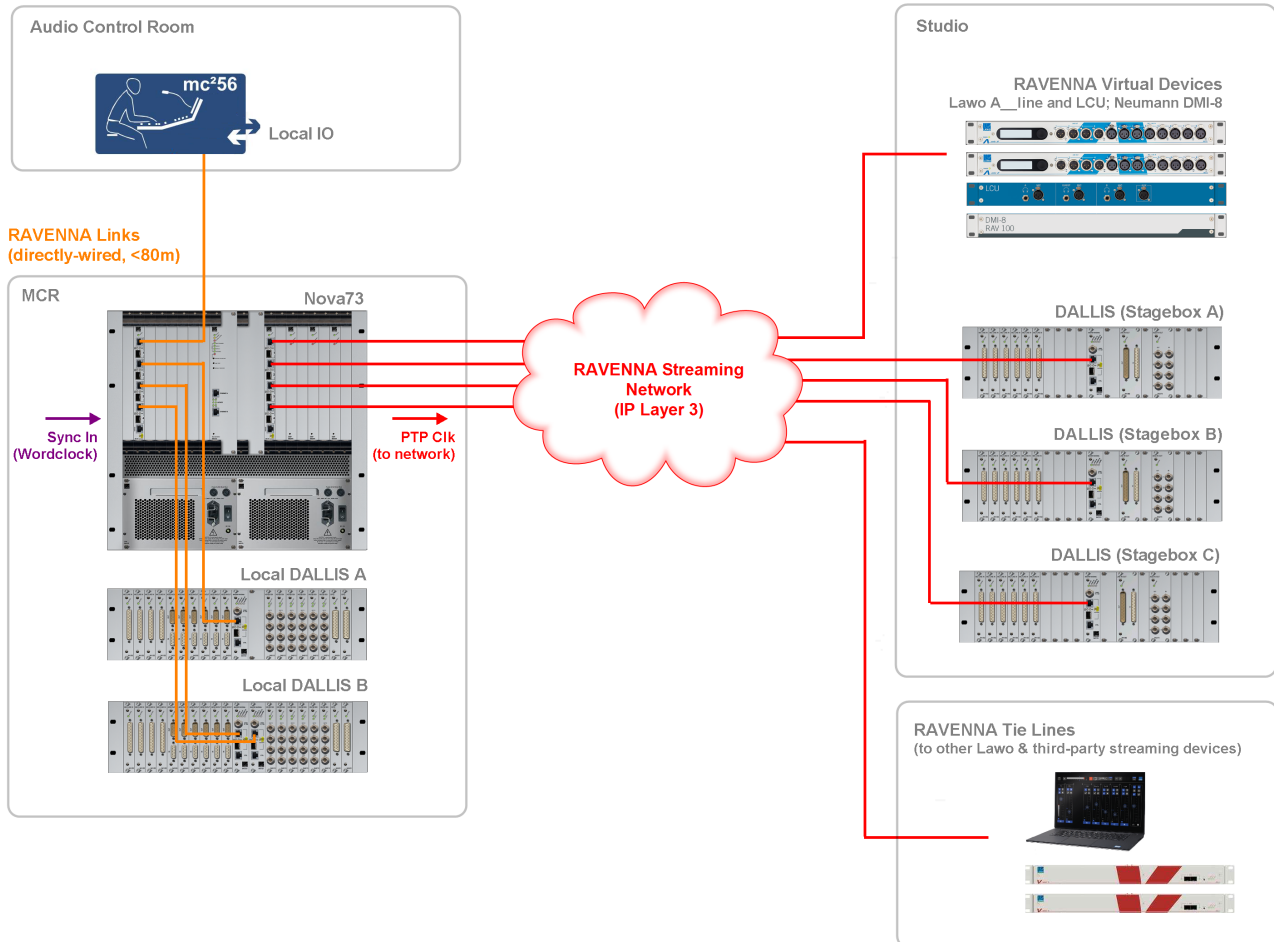 Audio Control Room
mc²56
Local IO
RAVENNA Links
(directly-wired, <80m)
MCR
Nova73
Sync In
(Wordclock)
PTP Clk
(to network)
Local DALLIS A
Local DALLIS B
RAVENNA Streaming
Network
(IP Layer 3)
Studio
RAVENNA Virtual Devices
Lawo A__line and LCU; Neumann DMI-8
LCU
DMI-8
RAV 100
DALLIS (Stagebox A)
DALLIS (Stagebox B)
DALLIS (Stagebox C)
RAVENNA Tie Lines
(to other Lawo & third-party streaming devices)